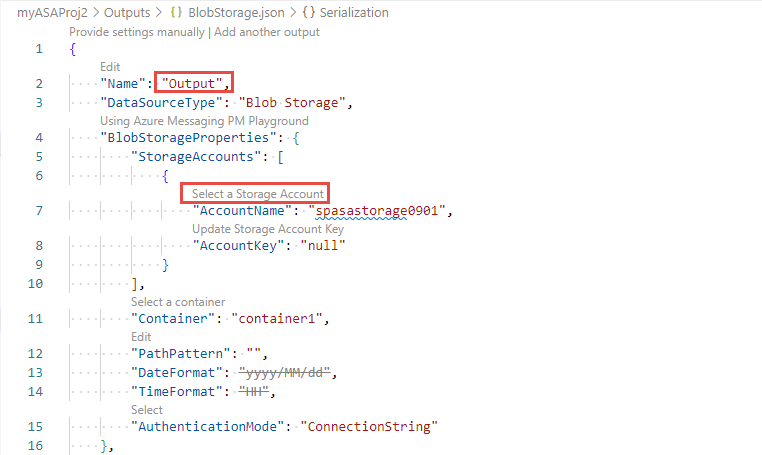 myASAProj2 > Outputs > {} BlobStorage.json > {} Serialization
Provide settings manually | Add another output
1 {
Edit
2 "Name": "Output",
3 "DataSourceType": "Blob Storage",
Using Azure Messaging PM Playground
4 "BlobStorageProperties": {
5 "StorageAccounts": [
6 {
Select a Storage Account
7 "AccountName": "spasastorage0901",
Update Storage Account Key
8 "AccountKey": "null"
9 }
10 ],
Select a container
11 "Container": "container1",
Edit
12 "PathPattern": "",
13 "DateFormat": "yyyy/MM/dd",
14 "TimeFormat": "HH",
Select
15 "AuthenticationMode": "ConnectionString"
16 },